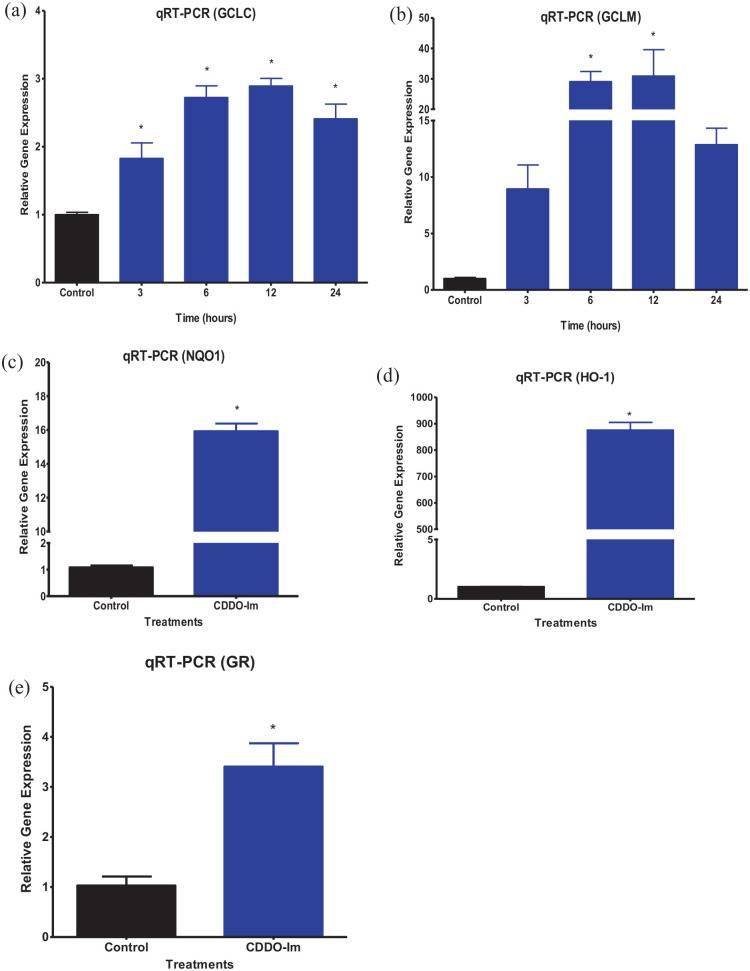 (a)
qRT-PCR (GCLC)
Relative Gene Expression
4
3
2
1
0
*
*
*
*
Control
3
6
12
24
Time (hours)
(b)
qRT-PCR (GCLM)
Relative Gene Expression
50
40
30
20
15
10
5
0
*
*
Control
3
6
12
24
Time (hours)
(c)
qRT-PCR (NQO1)
Relative Gene Expression
20
18
16
14
12
10
2
1
0
*
Control
CDDO-Im
Treatments
(d)
qRT-PCR (HO-1)
Relative Gene Expression
1000
900
800
700
600
500
5
0
*
Control
CDDO-Im
Treatments
(e)
qRT-PCR (GR)
Relative Gene Expression
5
4
3
2
1
0
*
Control
CDDO-Im
Treatments